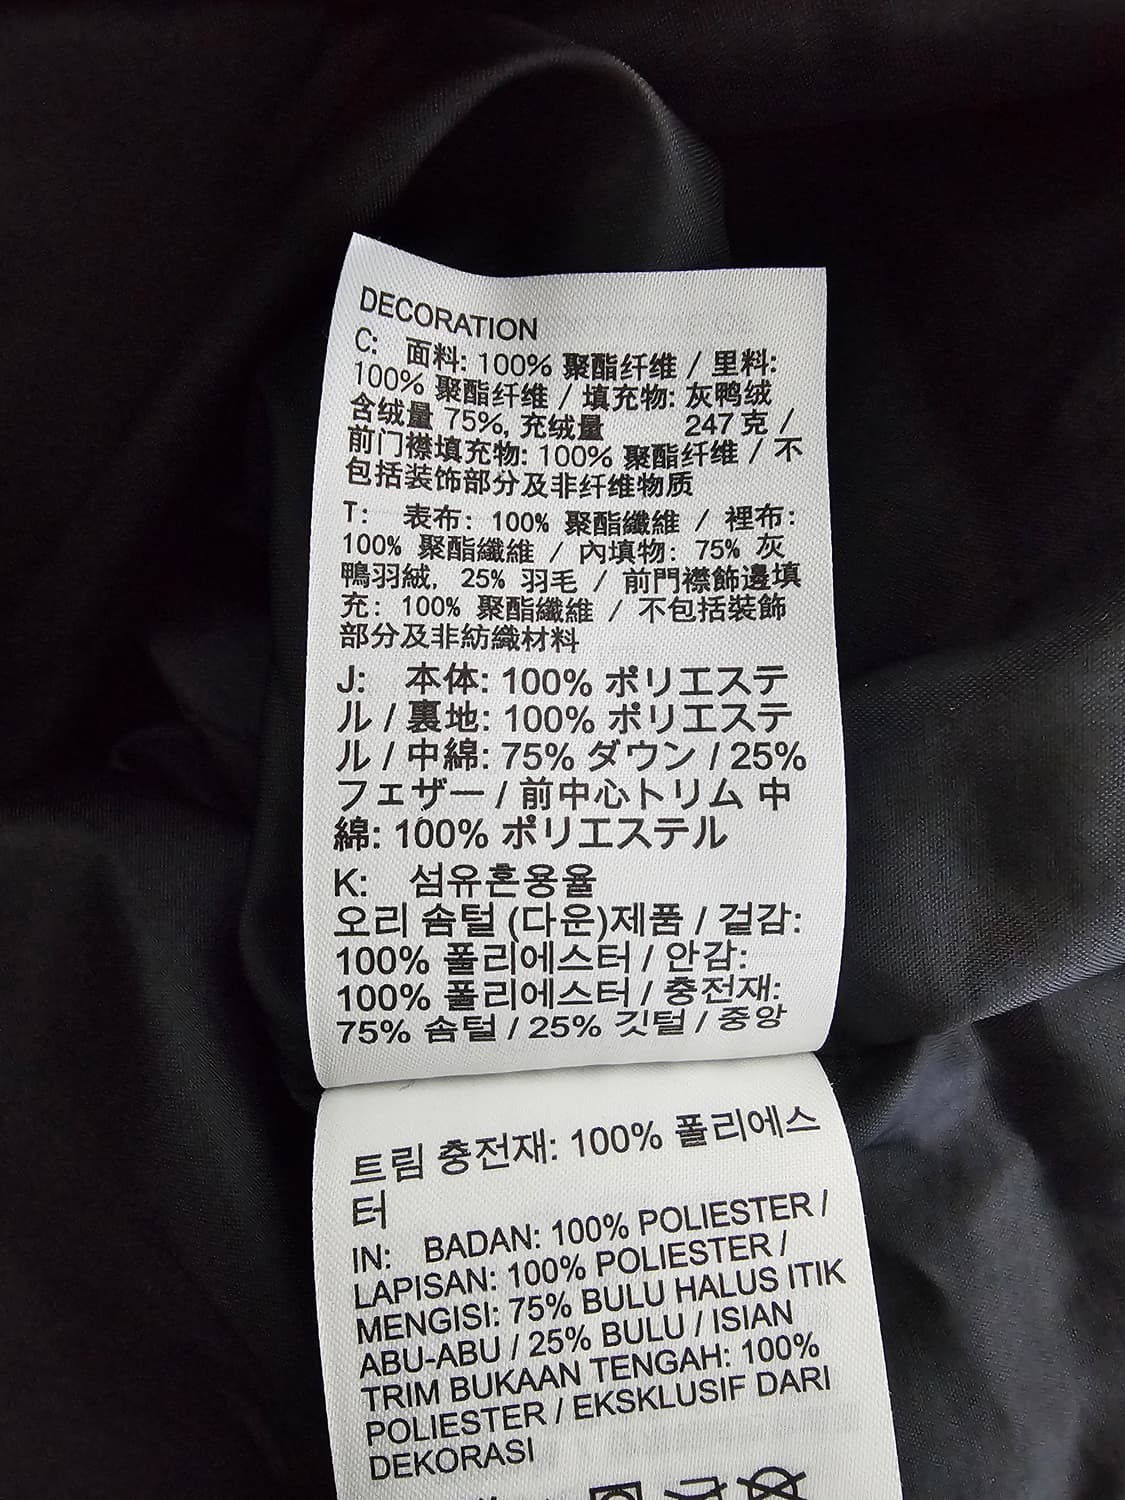 DECORATION
C: 面料: 100% 聚酯纤维 / 里料:
100% 聚酯纤维 / 填充物: 灰鸭绒
含绒量 75%, 充绒量 247 克 /
前门襟填充物: 100% 聚酯纤维 / 不
包括装饰部分及非纤维物质
T: 表布: 100% 聚酯纖維 / 裡布:
100% 聚酯纖維 / 內填物: 75% 灰
鴨羽絨, 25% 羽毛 / 前門襟飾邊填
充: 100% 聚酯纖維 / 不包括裝飾
部分及非紡織材料
J: 本体: 100% ポリエステ
ル / 裏地: 100% ポリエステ
ル / 中綿: 75% ダウン / 25%
フェザー / 前中心トリム 中
綿: 100% ポリエステル
K: 섬유혼용율
오리 솜털 (다운)제품 / 겉감:
100% 폴리에스터 / 안감:
100% 폴리에스터 / 충전재:
75% 솜털 / 25% 깃털 / 중앙
트림 충전재: 100% 폴리에스
터
IN: BADAN: 100% POLIESTER /
LAPISAN: 100% POLIESTER /
MENGISI: 75% BULU HALUS ITIK
ABU-ABU / 25% BULU / ISIAN
TRIM BUKAAN TENGAH: 100%
POLIESTER / EKSKLUSIF DARI
DEKORASI